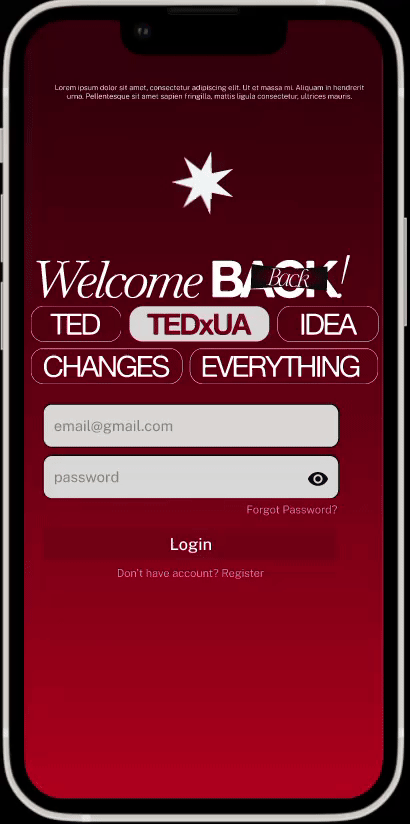 Lorem ipsum dolor sit amet, consectetur adipiscing elit. Ut et massa mi. Aliquam in hendrerit
urna. Pellentesque sit amet sapien fringilla, mattis ligula consectetur, ultrices mauris.
Welcome BACK Back!
TED TEDxUA IDEA
CHANGES EVERYTHING
email@gmail.com
password
Forgot Password?
Login
Don't have account? Register